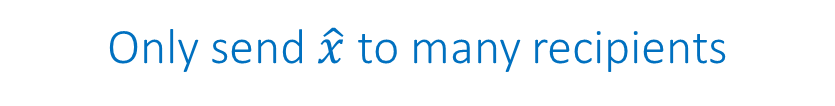 Only send x̂ to many recipients